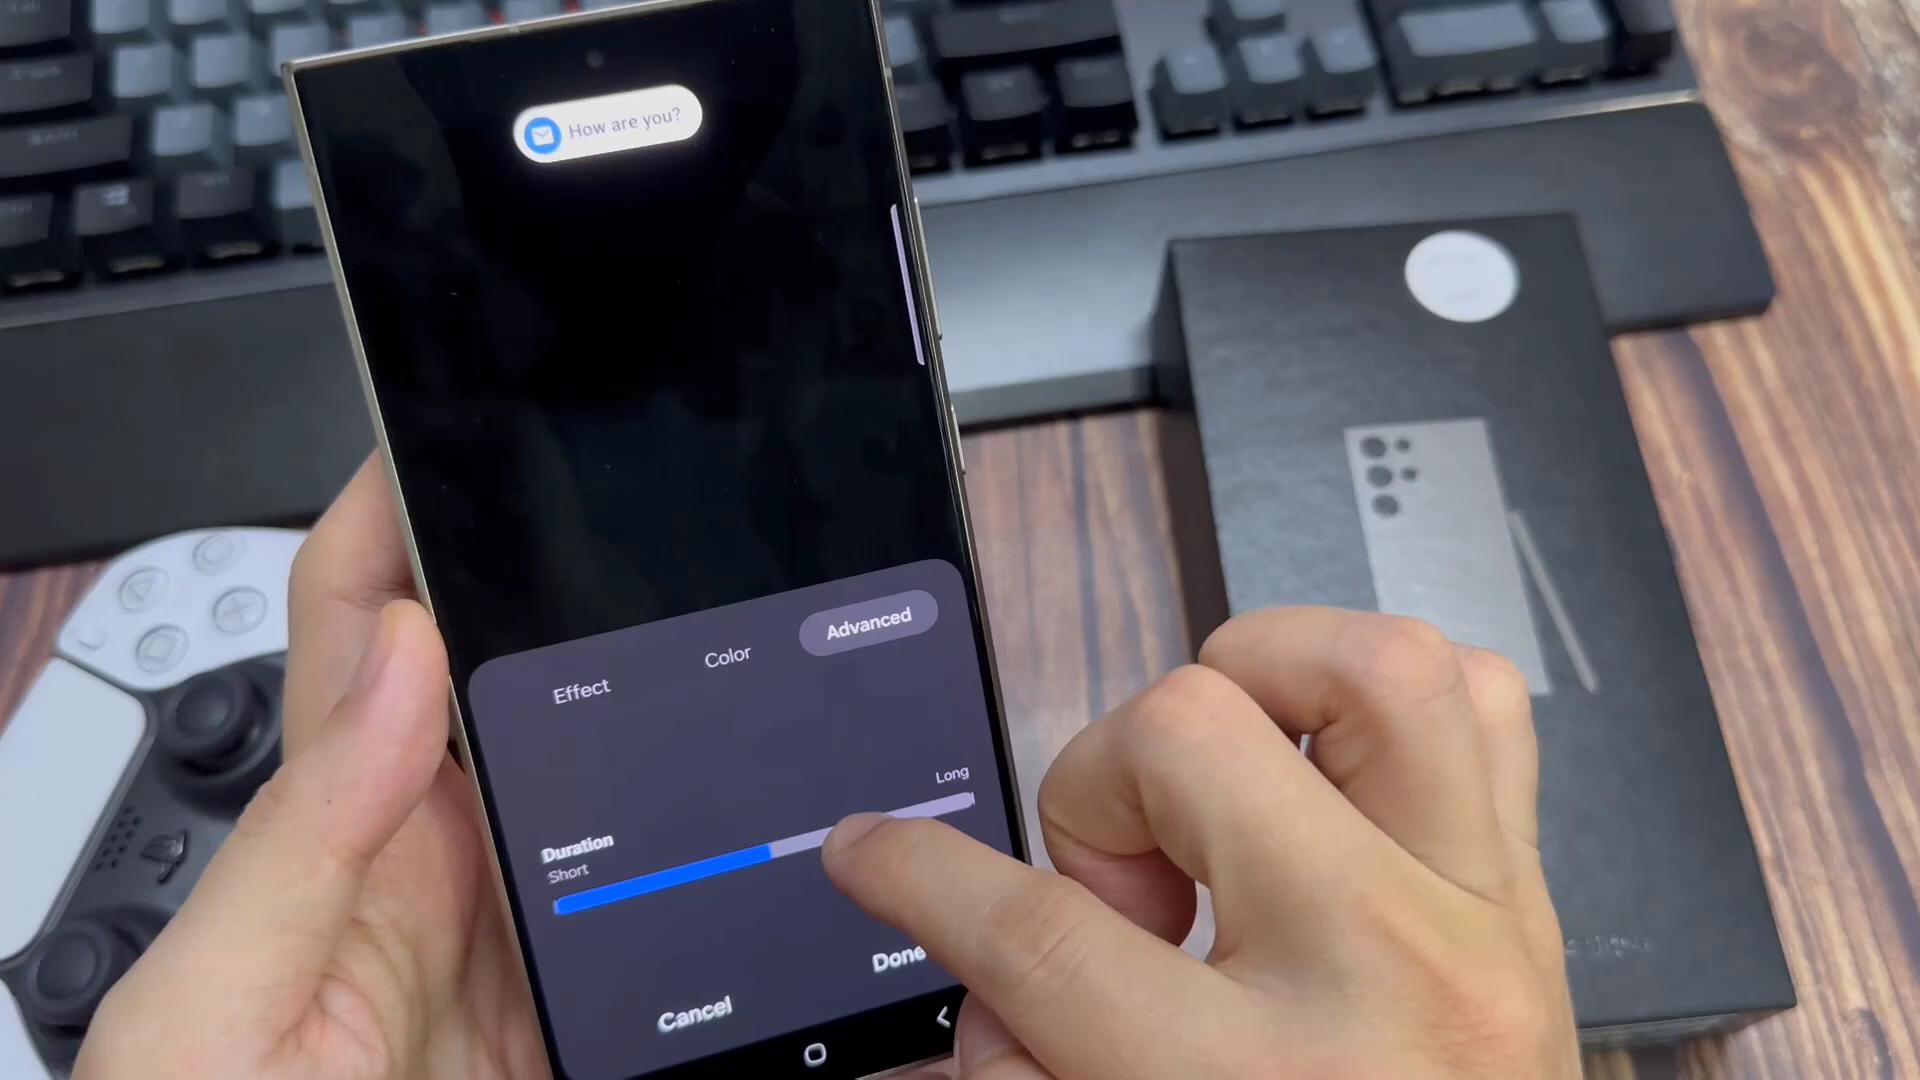 How are you?
Effect
Color
Advanced
Long
Duration
Short
Done
Cancel